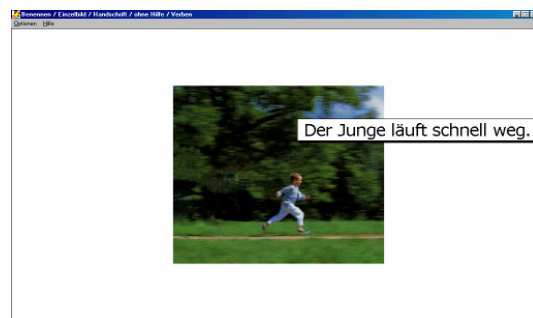 Benennen / Einzelbild / Handschrift / ohne Hilfe / Verben
Optionen Hilfe
Der Junge läuft schnell weg.